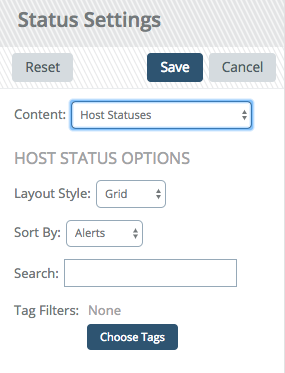 Status Settings
Reset Save Cancel
Content: Host Statuses
HOST STATUS OPTIONS
Layout Style: Grid
Sort By: Alerts
Search:
Tag Filters: None
Choose Tags